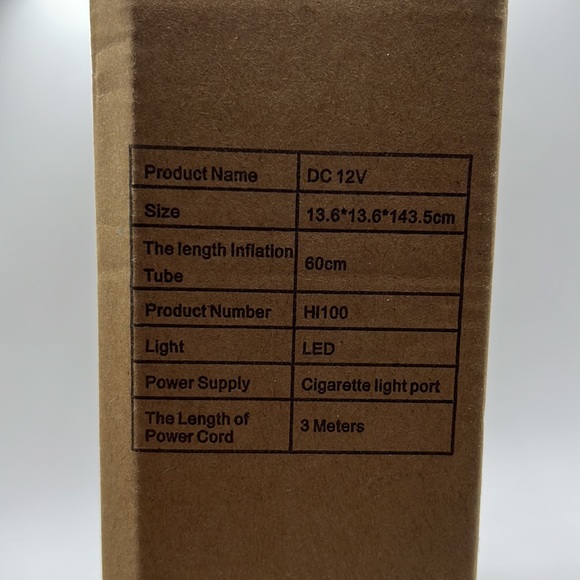 Product Name DC 12V
Size 13.6*13.6*143.5cm
The length Inflation
Tube 60cm
Product Number HI100
Light LED
Power Supply Cigarette light port
The Length of
Power Cord 3 Meters